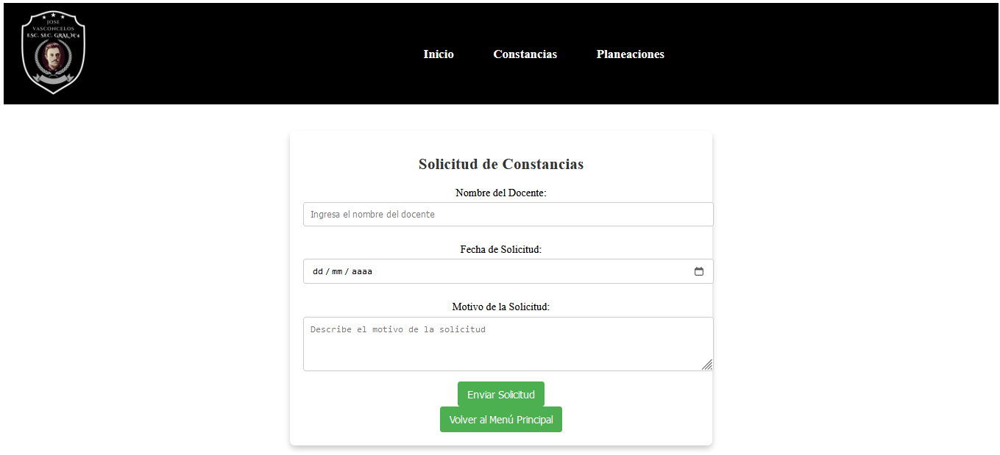 JOSE
VASCONCELOS
ESC. SEC. GRAL. N°4
Inicio
Constancias
Planeaciones
Solicitud de Constancias
Nombre del Docente:
Ingresa el nombre del docente
Fecha de Solicitud:
dd / mm / aaaa
Motivo de la Solicitud:
Describe el motivo de la solicitud
Enviar Solicitud
Volver al Menú Principal